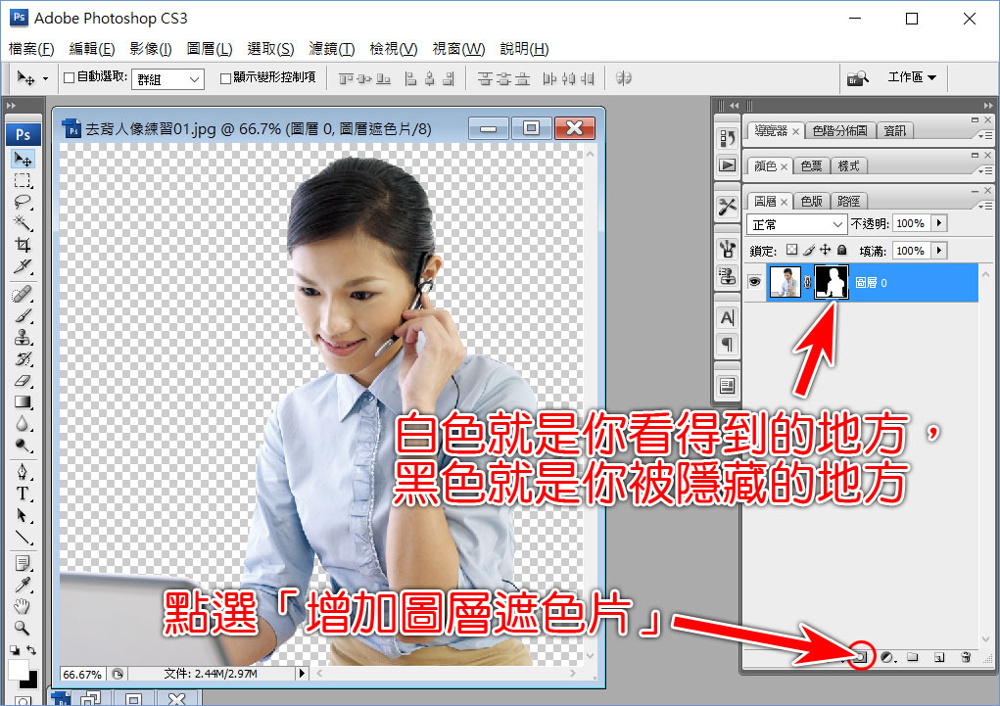 Ps Adobe Photoshop CS3
檔案(F) 編輯(E) 影像(I) 圖層(L) 選取(S) 濾鏡(T) 檢視(V) 視窗(W) 說明(H)
自動選取: 群組 顯示變形控制項 Br 工作區
Ps
Ps 去背人像練習01.jpg @ 66.7% (圖層 0, 圖層遮色片/8)
導覽器 × 色階分佈圖 資訊
顏色 × 色票 樣式
圖層 × 色版 路徑
正常 不透明: 100%
鎖定: 填滿: 100%
圖層 0
白色就是你看得到的地方，
黑色就是你被隱藏的地方
點選「增加圖層遮色片」
66.67% 文件: 2.44M/2.97M
Ps